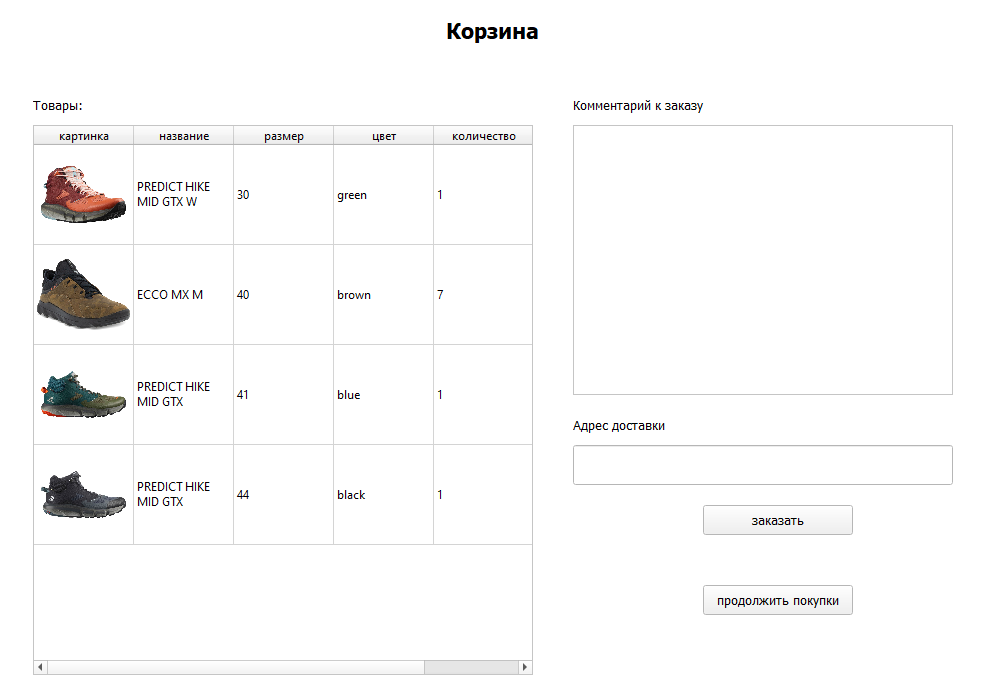 Корзина
Товары:
картинка название размер цвет количество
PREDICT HIKE
MID GTX W
30 green 1
ECCO MX M 40 brown 7
PREDICT HIKE
MID GTX
41 blue 1
PREDICT HIKE
MID GTX
44 black 1
Комментарий к заказу
Адрес доставки
заказать
продолжить покупки